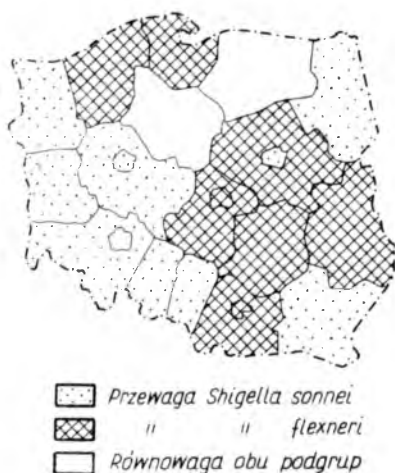 Przewaga Shigella sonnei
" " flexneri
Równowaga obu podgrup